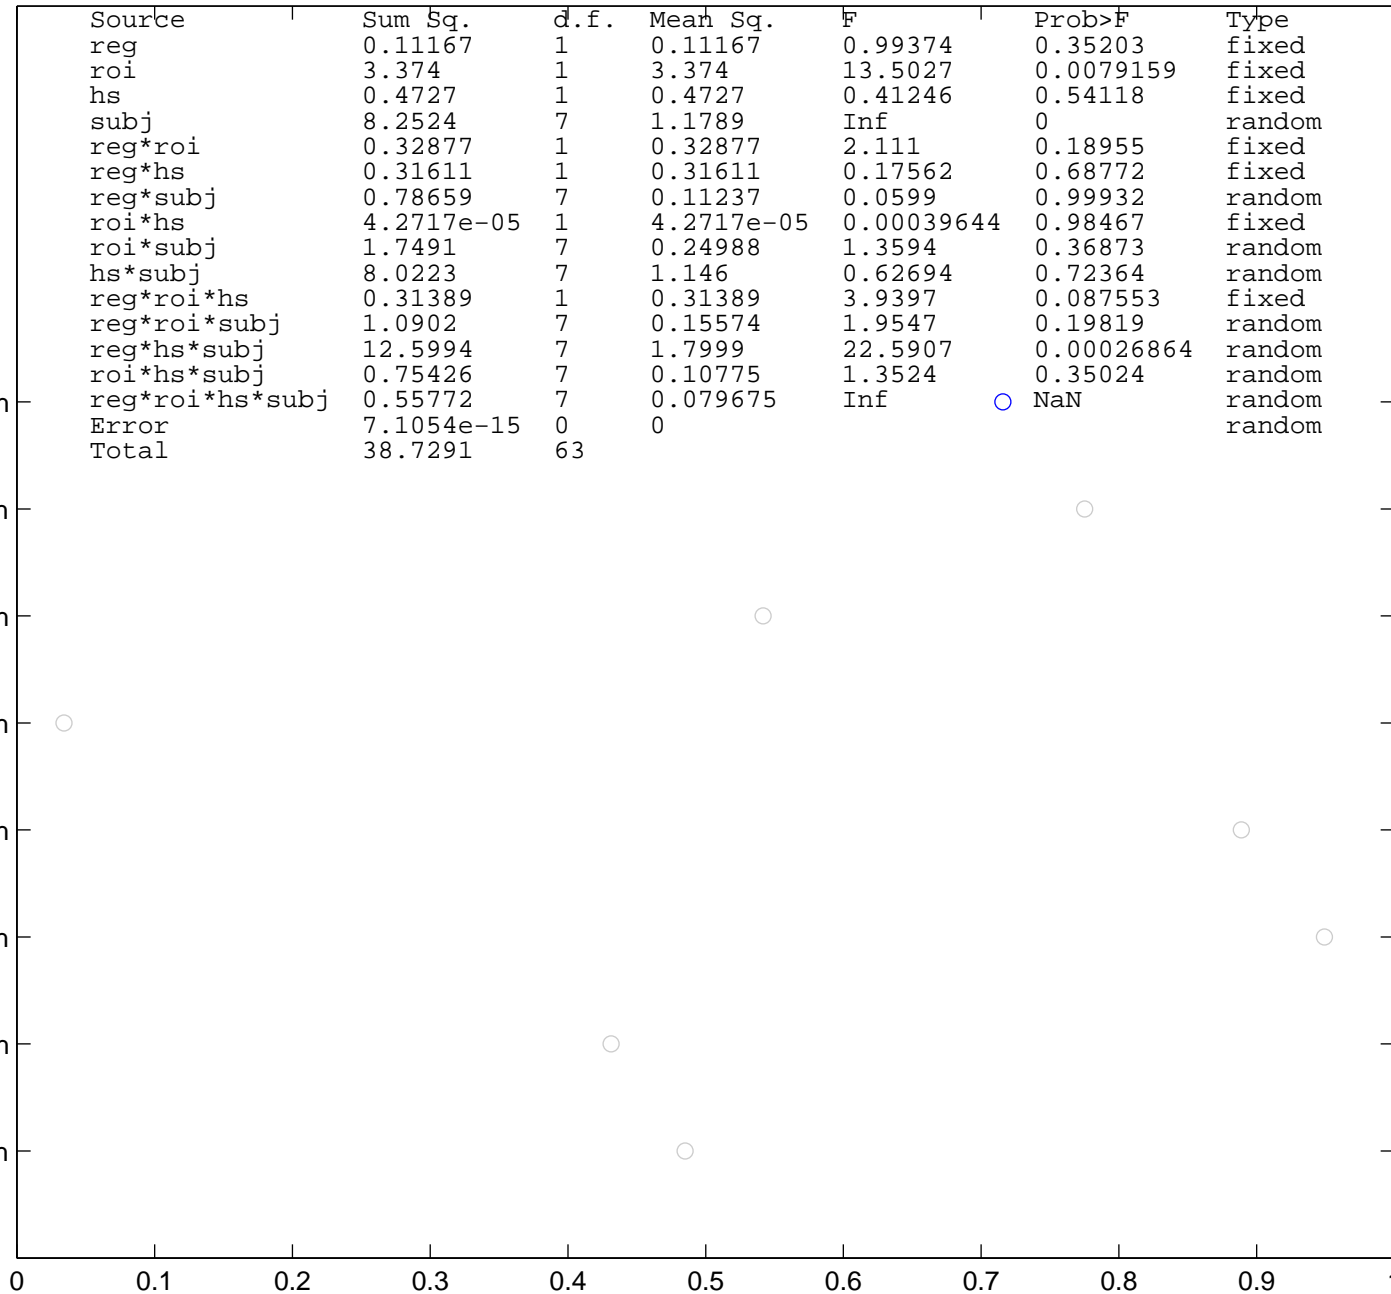 Source Sum Sq. d.f. Mean Sq. F Prob>F Type
reg 0.11167 1 0.11167 0.99374 0.35203 fixed
roi 3.374 1 3.374 13.5027 0.0079159 fixed
hs 0.4727 1 0.4727 0.41246 0.54118 fixed
subj 8.2524 7 1.1789 Inf 0 random
reg*roi 0.32877 1 0.32877 2.111 0.18955 fixed
reg*hs 0.31611 1 0.31611 0.17562 0.68772 fixed
reg*subj 0.78659 7 0.11237 0.0599 0.99932 random
roi*hs 4.2717e-05 1 4.2717e-05 0.00039644 0.98467 fixed
roi*subj 1.7491 7 0.24988 1.3594 0.36873 random
hs*subj 8.0223 7 1.146 0.62694 0.72364 random
reg*roi*hs 0.31389 1 0.31389 3.9397 0.087553 fixed
reg*roi*subj 1.0902 7 0.15574 1.9547 0.19819 random
reg*hs*subj 12.5994 7 1.7999 22.5907 0.00026864 random
roi*hs*subj 0.75426 7 0.10775 1.3524 0.35024 random
reg*roi*hs*subj 0.55772 7 0.079675 Inf NaN random
Error 7.1054e-15 0 0 random
Total 38.7291 63
0 0.1 0.2 0.3 0.4 0.5 0.6 0.7 0.8 0.9